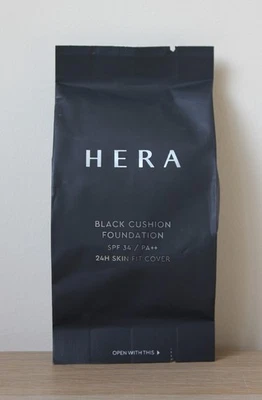 HERA
BLACK CUSHION
FOUNDATION
SPF 34 / PA++
24H SKIN FIT COVER
OPEN WITH THIS